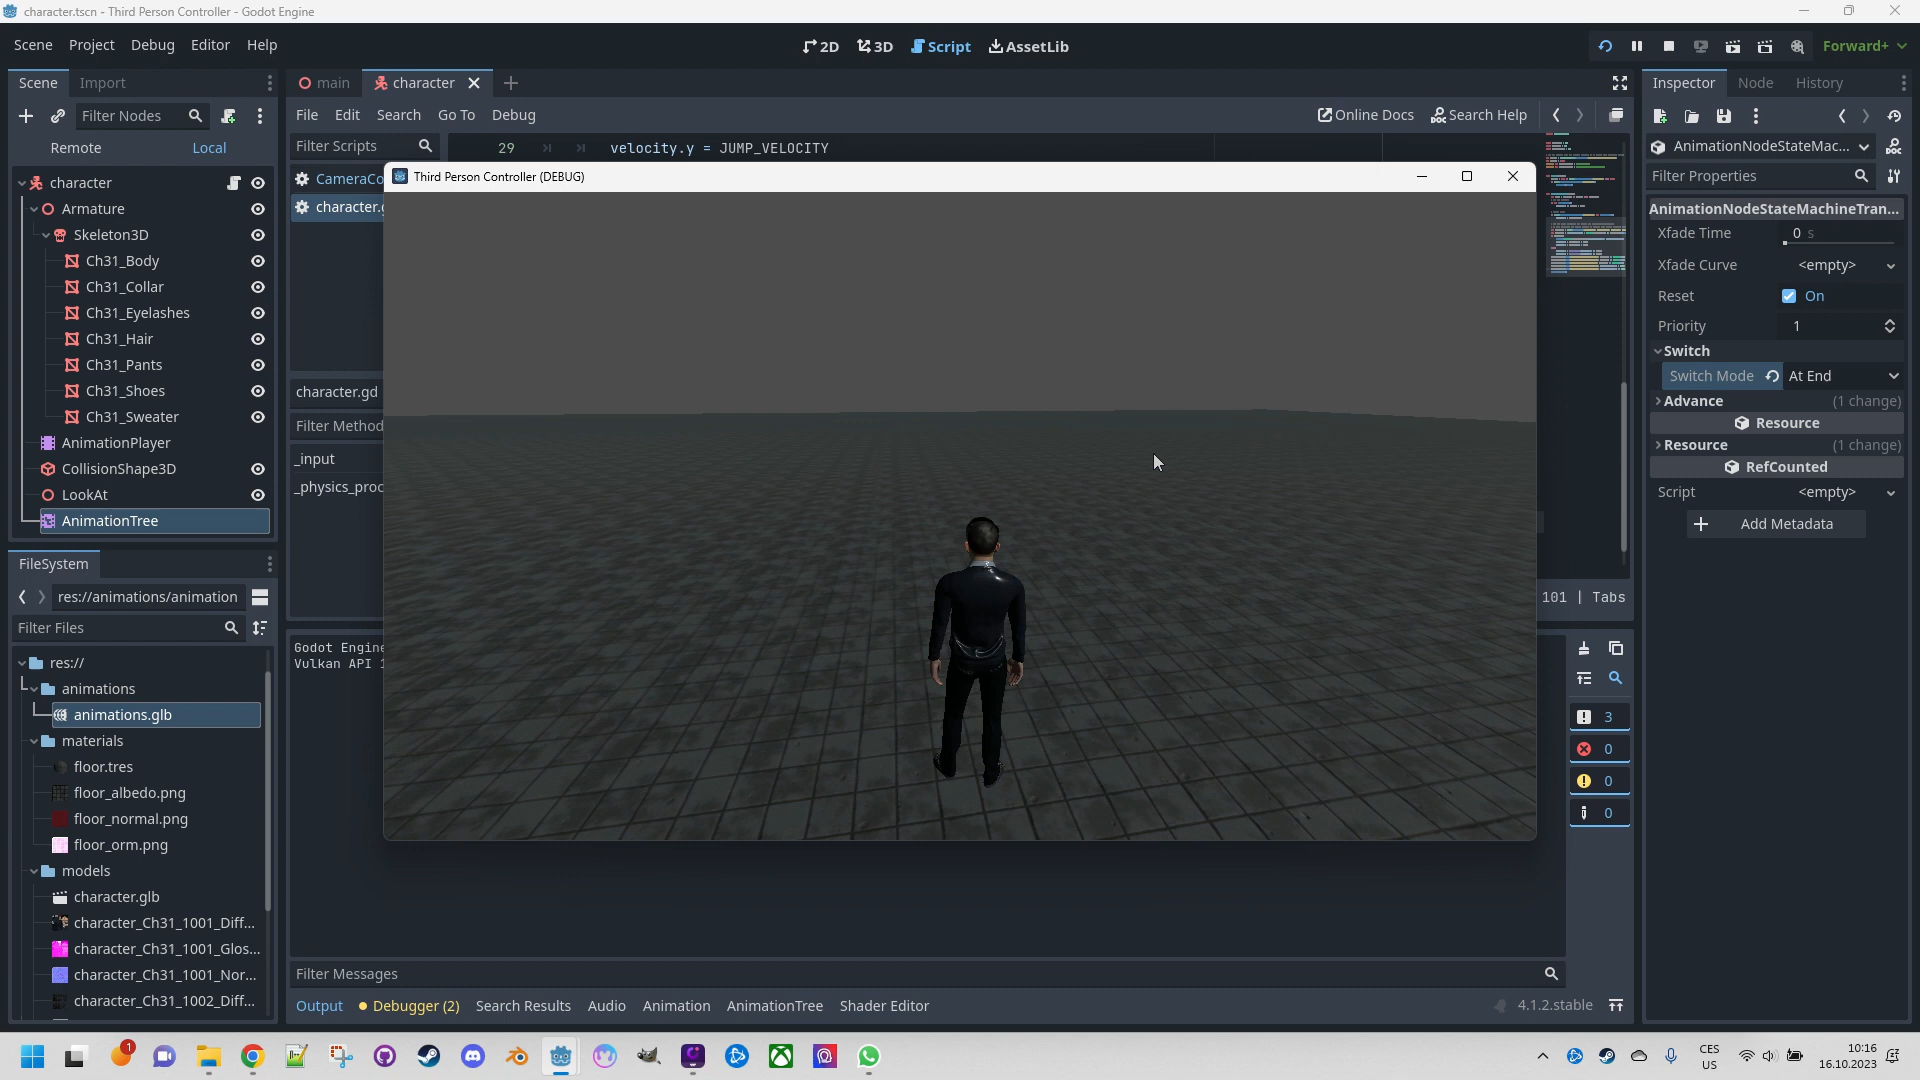 character.tscn - Third Person Controller - Godot Engine
Scene Project Debug Editor Help
2D 3D Script AssetLib
Forward+
Scene Import
main character
Inspector Node History
Filter Nodes
File Edit Search Go To Debug
Online Docs Search Help
Remote Local
Filter Scripts
29 velocity.y = JUMP_VELOCITY
AnimationNodeStateMac...
CameraCo
character.g
Third Person Controller (DEBUG)
Filter Properties
character
Armature
Skeleton3D
Ch31_Body
Ch31_Collar
Ch31_Eyelashes
Ch31_Hair
Ch31_Pants
Ch31_Shoes
Ch31_Sweater
AnimationPlayer
CollisionShape3D
LookAt
AnimationTree
character.gd
Filter Method
_input
_physics_proc
AnimationNodeStateMachineTran...
Xfade Time 0 s
Xfade Curve <empty>
Reset On
Priority 1
Switch
Switch Mode At End
Advance (1 change)
Resource
Resource (1 change)
RefCounted
Script <empty>
Add Metadata
FileSystem
res://animations/animation
Filter Files
res://
animations
animations.glb
materials
floor.tres
floor_albedo.png
floor_normal.png
floor_orm.png
models
character.glb
character_Ch31_1001_Diff...
character_Ch31_1001_Glos...
character_Ch31_1001_Nor...
character_Ch31_1002_Diff...
101 | Tabs
Godot Engine
Vulkan API 1
3
0
0
0
Filter Messages
Output Debugger (2) Search Results Audio Animation AnimationTree Shader Editor
4.1.2.stable
1
CES
US
10:16
16.10.2023